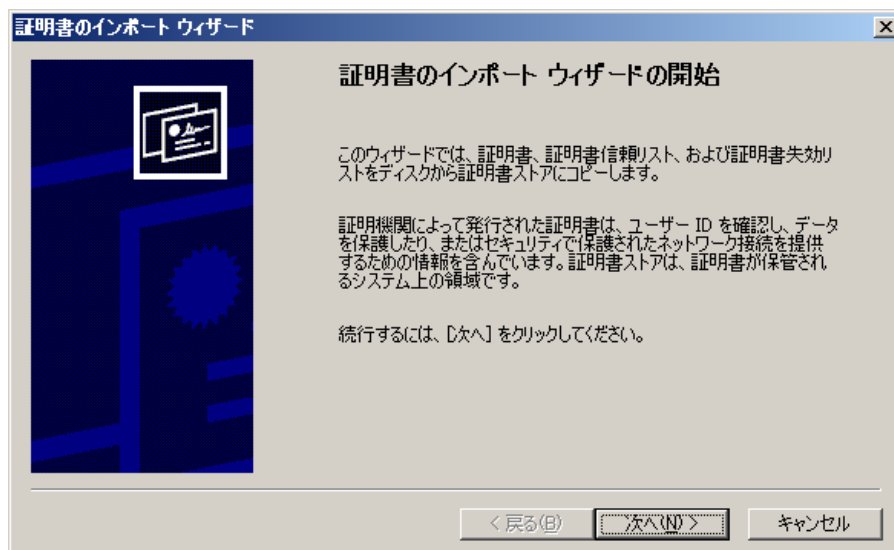 証明書のインポート ウィザード
証明書のインポート ウィザードの開始
このウィザードでは、証明書、証明書信頼リスト、および証明書失効リ
ストをディスクから証明書ストアにコピーします。
証明機関によって発行された証明書は、ユーザー ID を確認し、データ
を保護したり、またはセキュリティで保護されたネットワーク接続を提供
するための情報を含んでいます。証明書ストアは、証明書が保管され
るシステム上の領域です。
続行するには、[次へ] をクリックしてください。
< 戻る(B) 次へ(N) > キャンセル